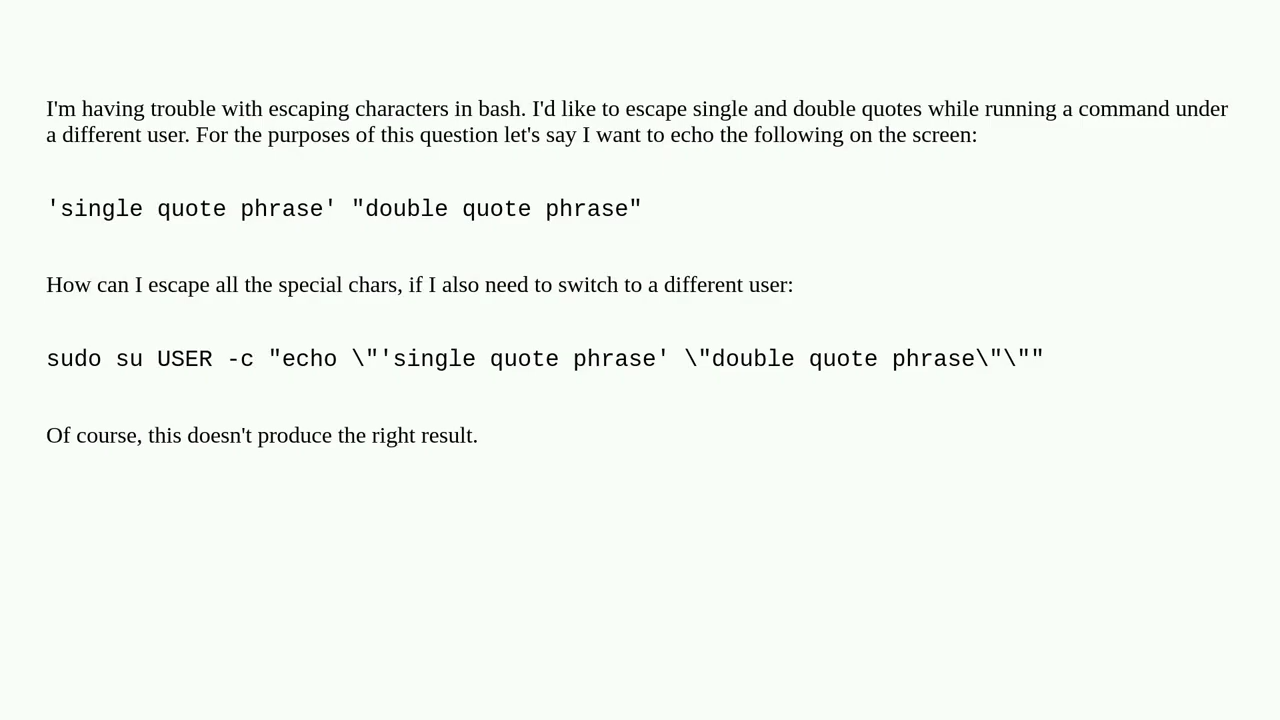 I'm having trouble with escaping characters in bash. I'd like to escape single and double quotes while running a command under
a different user. For the purposes of this question let's say I want to echo the following on the screen:
'single quote phrase' "double quote phrase"
How can I escape all the special chars, if I also need to switch to a different user:
sudo su USER -c "echo \"'single quote phrase' \"double quote phrase\"\""
Of course, this doesn't produce the right result.